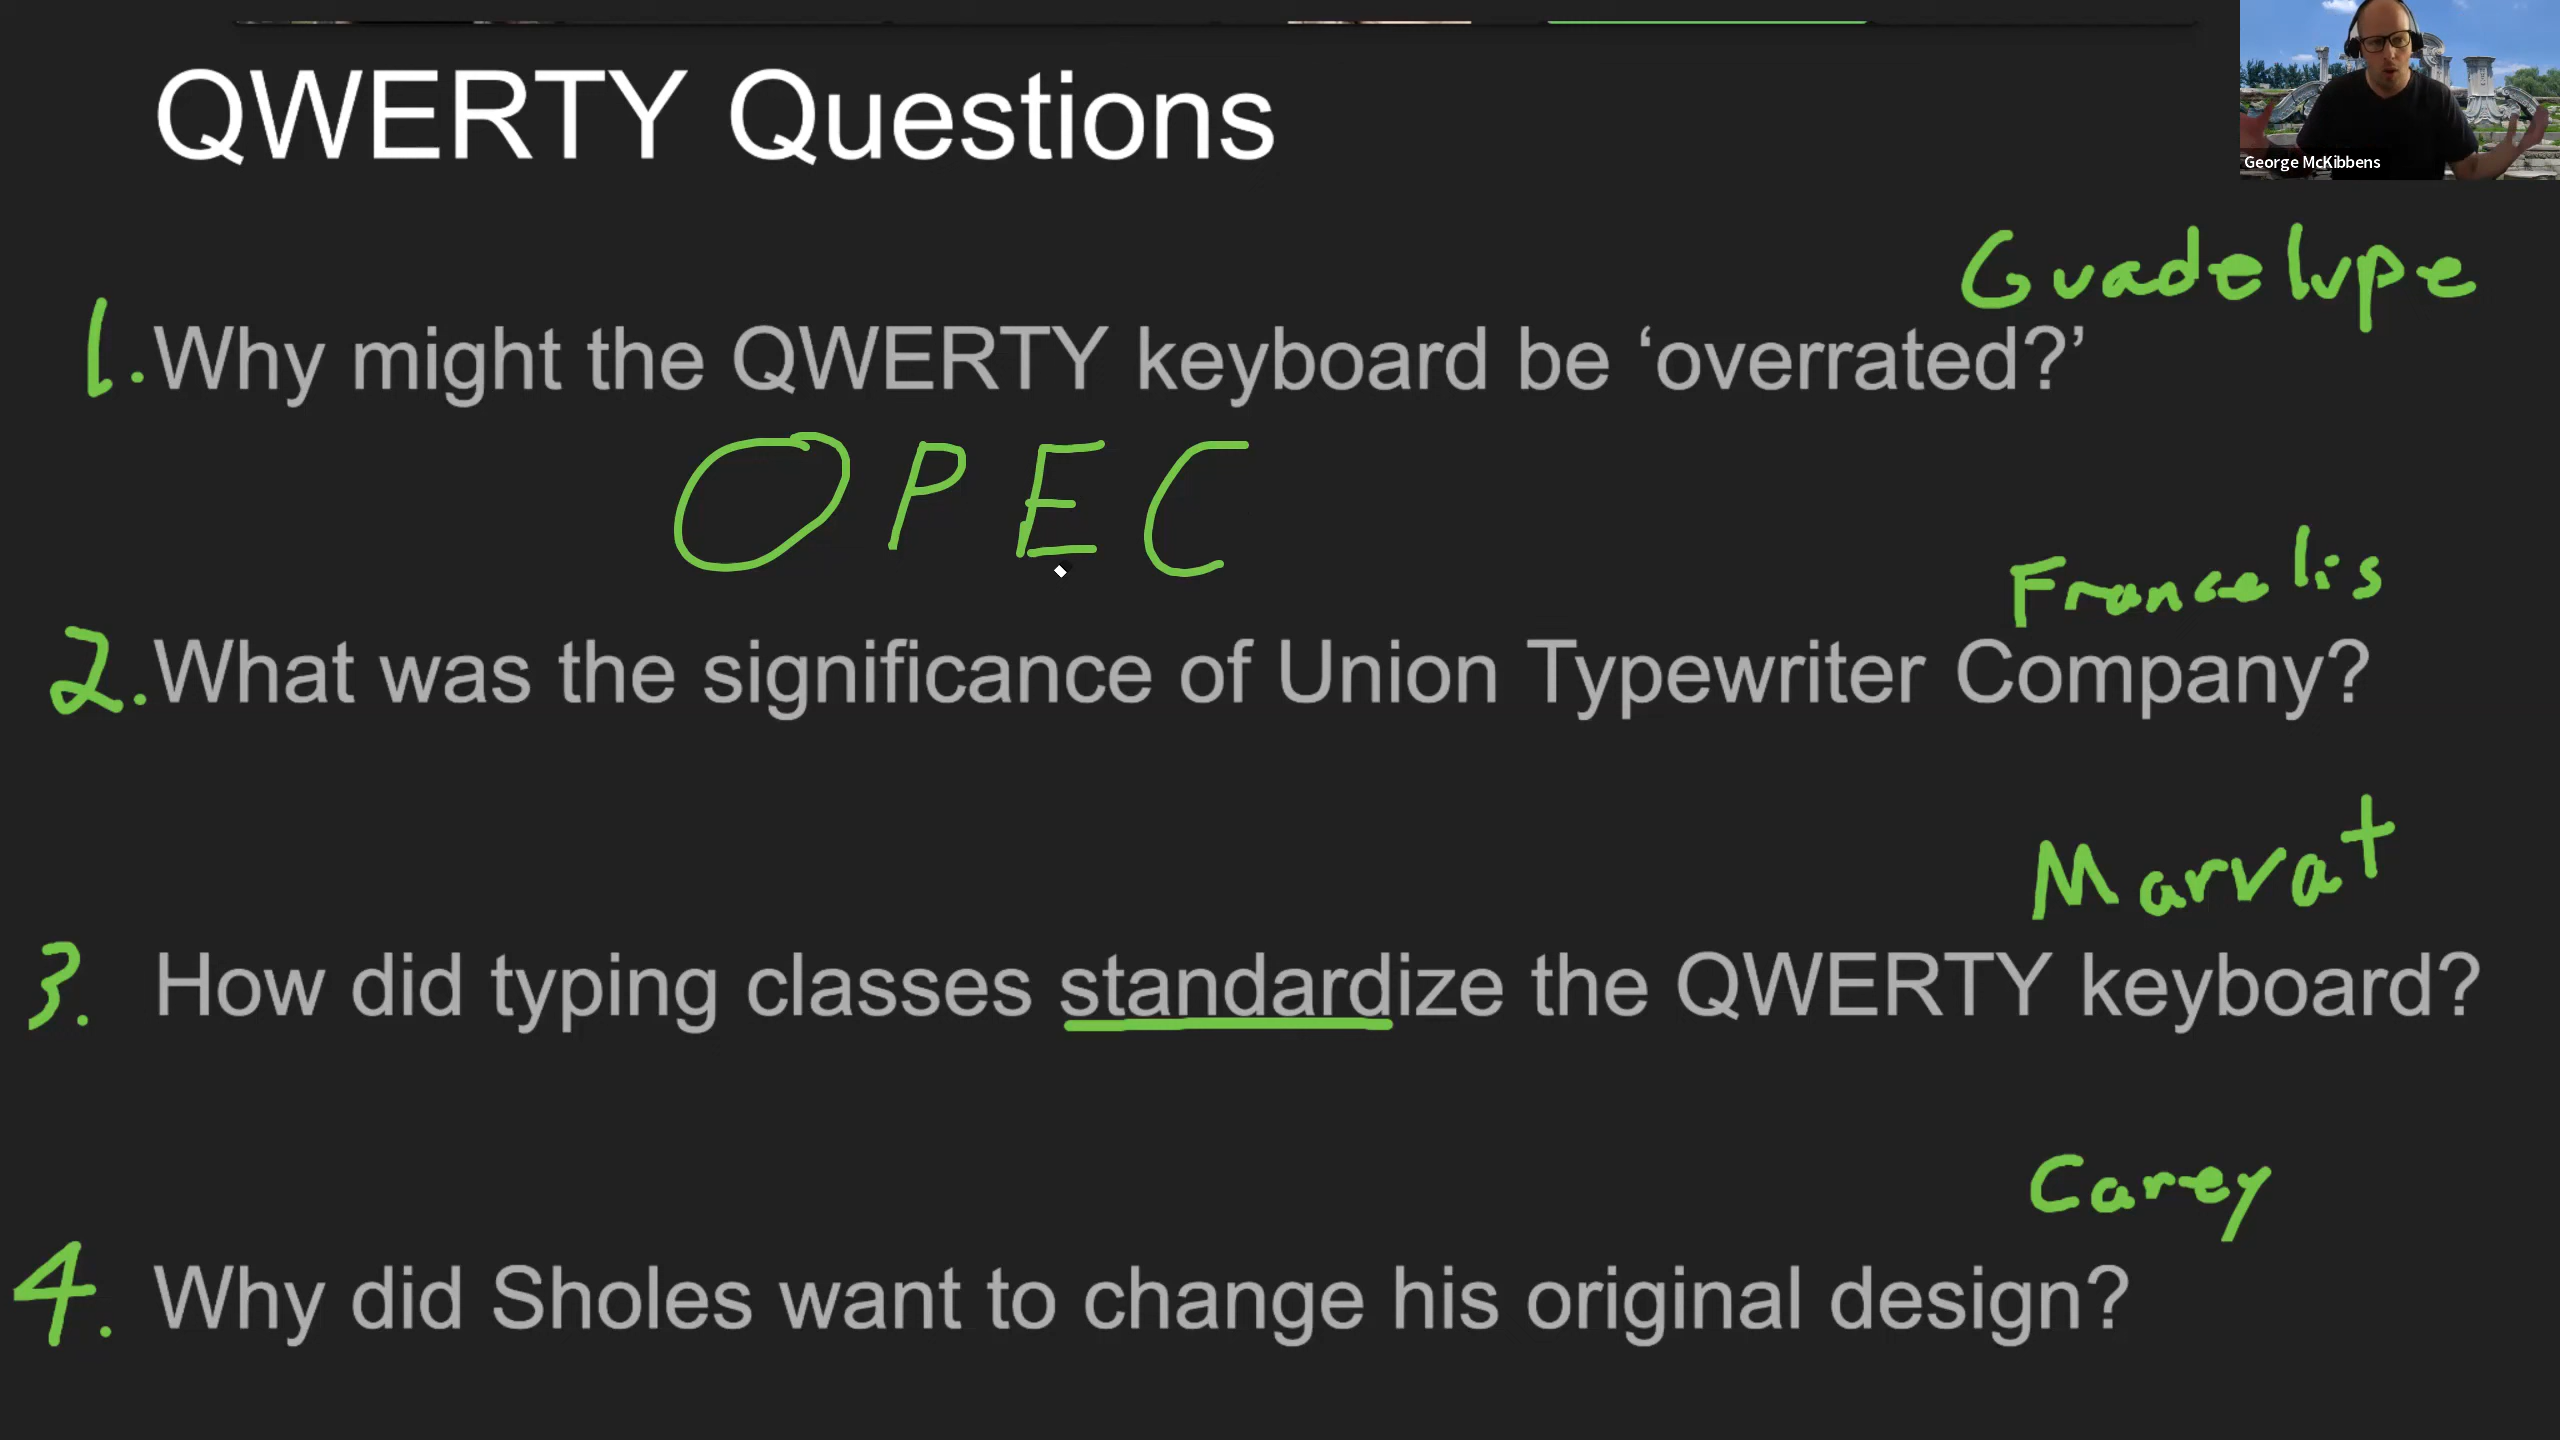 QWERTY Questions
George McKibbens
Guadelupe
1. Why might the QWERTY keyboard be ‘overrated?’
OPEC
Francelis
2. What was the significance of Union Typewriter Company?
Marvat
3. How did typing classes standardize the QWERTY keyboard?
Carey
4. Why did Sholes want to change his original design?